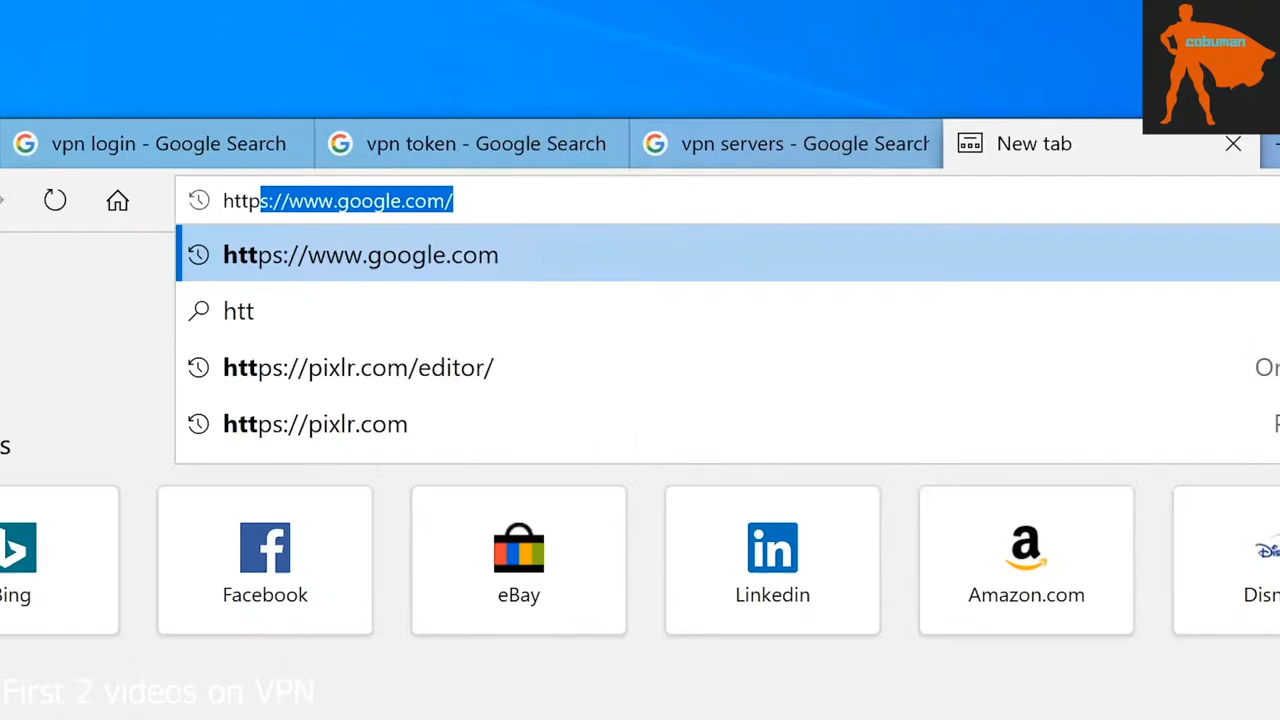 cobuman
vpn login - Google Search
vpn token - Google Search
vpn servers - Google Search
New tab
https://www.google.com/
https://www.google.com
htt
https://pixlr.com/editor/
https://pixlr.com
Facebook
eBay
Linkedin
Amazon.com
First 2 videos on VPN